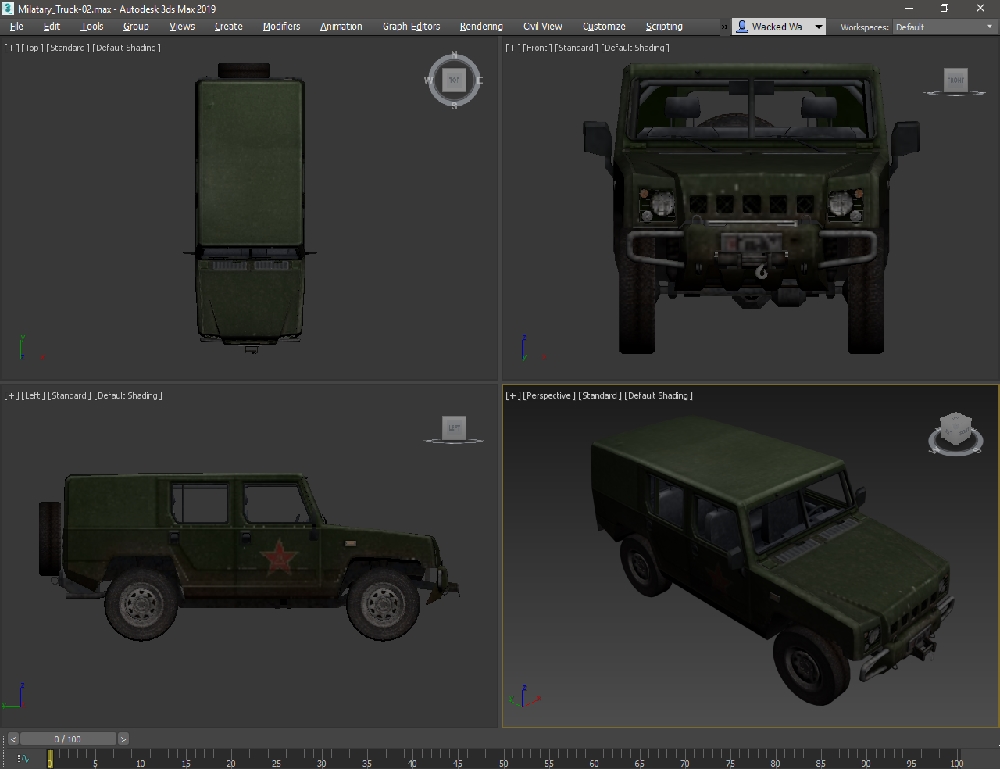 Milatary_Truck-02.max - Autodesk 3ds Max 2019
File Edit Tools Group Views Create Modifiers Animation Graph Editors Rendering Civil View Customize Scripting » Wacked Wa Workspaces: Default
[+] [Top] [Standard] [Default Shading]
[+] [Front] [Standard] [Default Shading]
N
W TOP E
S
FRONT
[+] [Left] [Standard] [Default Shading]
[+] [Perspective] [Standard] [Default Shading]
LEFT
< 0 / 100 >
0 5 10 15 20 25 30 35 40 45 50 55 60 65 70 75 80 85 90 95 100